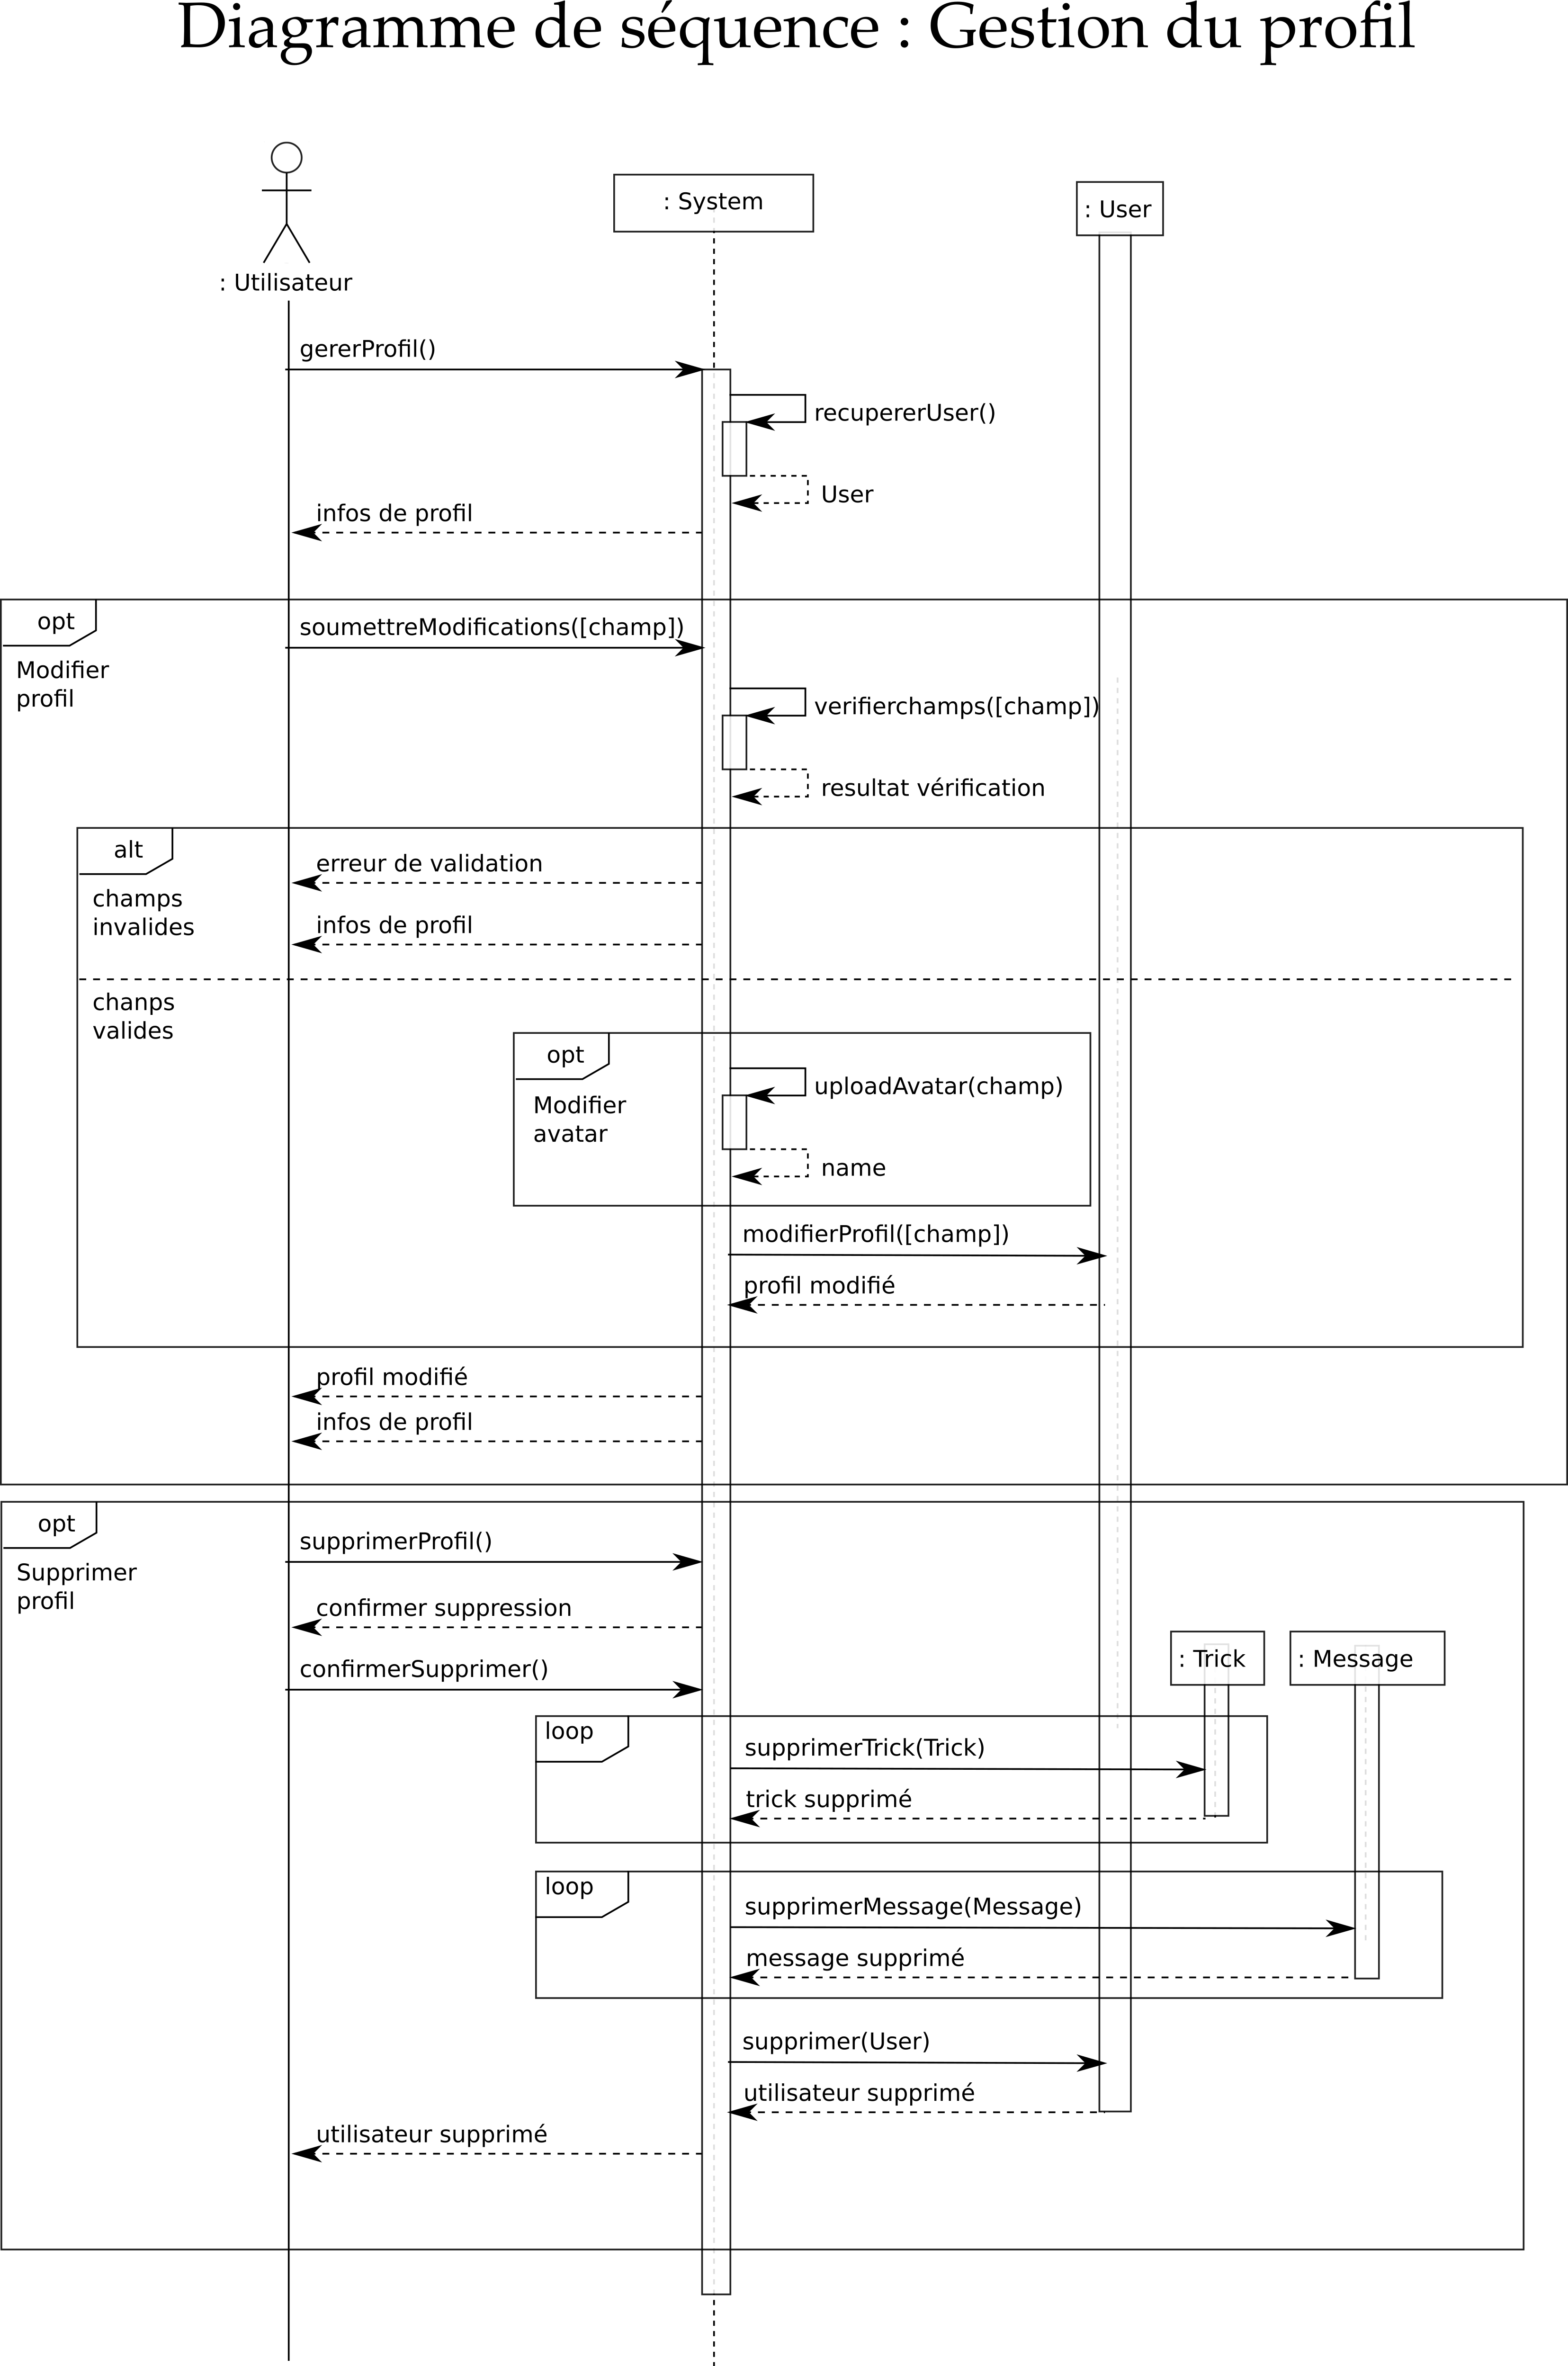 Diagramme de séquence : Gestion du profil
: System
: User
: Utilisateur
gererProfil()
recupererUser()
User
infos de profil
opt
soumettreModifications([champ])
Modifier
profil
verifierchamps([champ])
resultat vérification
alt
erreur de validation
champs
invalides
infos de profil
chanps
valides
opt
uploadAvatar(champ)
Modifier
avatar
name
modifierProfil([champ])
profil modifié
profil modifié
infos de profil
opt
supprimerProfil()
Supprimer
profil
confirmer suppression
: Trick
: Message
confirmerSupprimer()
loop
supprimerTrick(Trick)
trick supprimé
loop
supprimerMessage(Message)
message supprimé
supprimer(User)
utilisateur supprimé
utilisateur supprimé